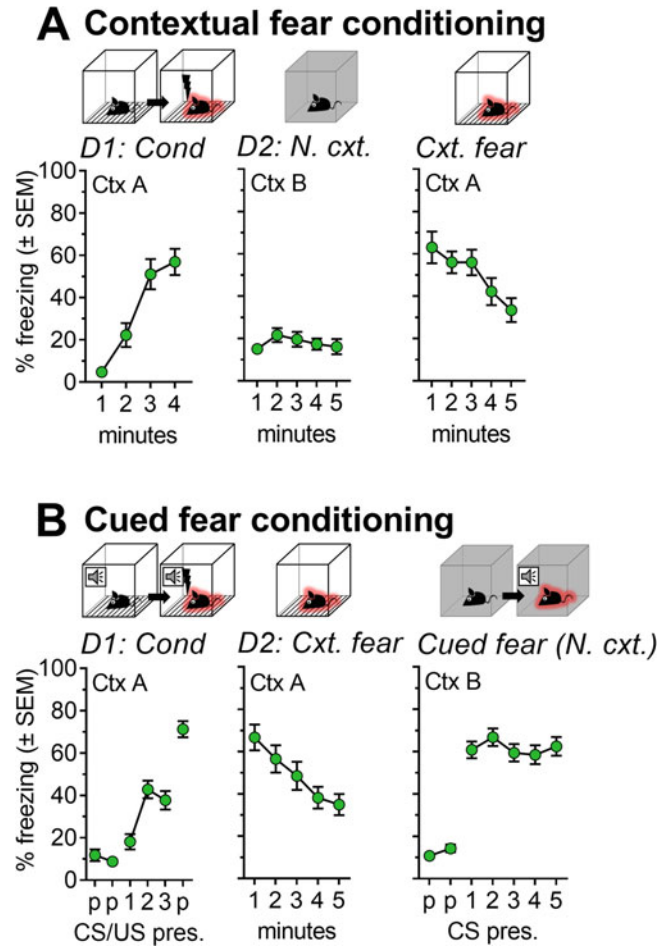 A Contextual fear conditioning
D1: Cond D2: N. cxt. Cxt. fear
Ctx A Ctx B Ctx A
% freezing (± SEM)
100
80
60
40
20
0
1 2 3 4 1 2 3 4 5 1 2 3 4 5
minutes minutes minutes
B Cued fear conditioning
D1: Cond D2: Cxt. fear Cued fear (N. cxt.)
Ctx A Ctx A Ctx B
% freezing (± SEM)
100
80
60
40
20
0
p p 1 2 3 p 1 2 3 4 5 p p 1 2 3 4 5
CS/US pres. minutes CS pres.